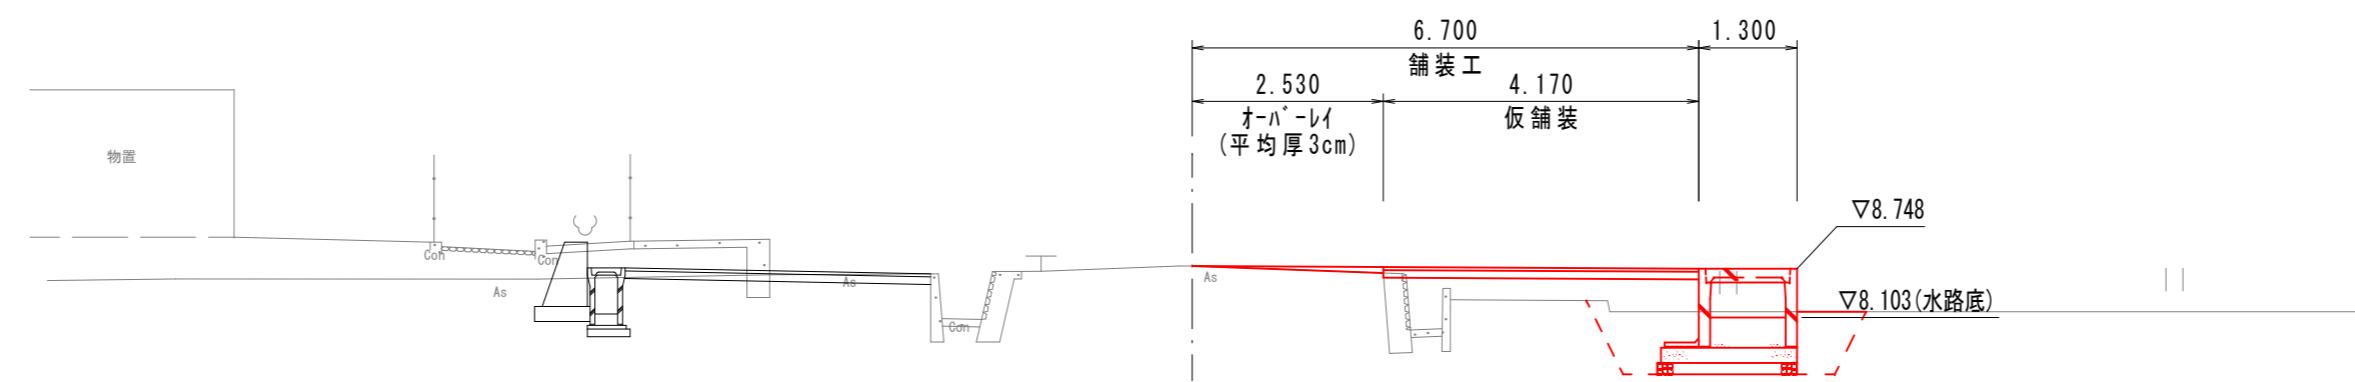 6.700
1.300
舗装工
2.530
4.170
オーバーレイ
仮舗装
(平均厚3cm)
物置
▽8.748
Con
Con
As
As
As
▽8.103(水路底)
Con